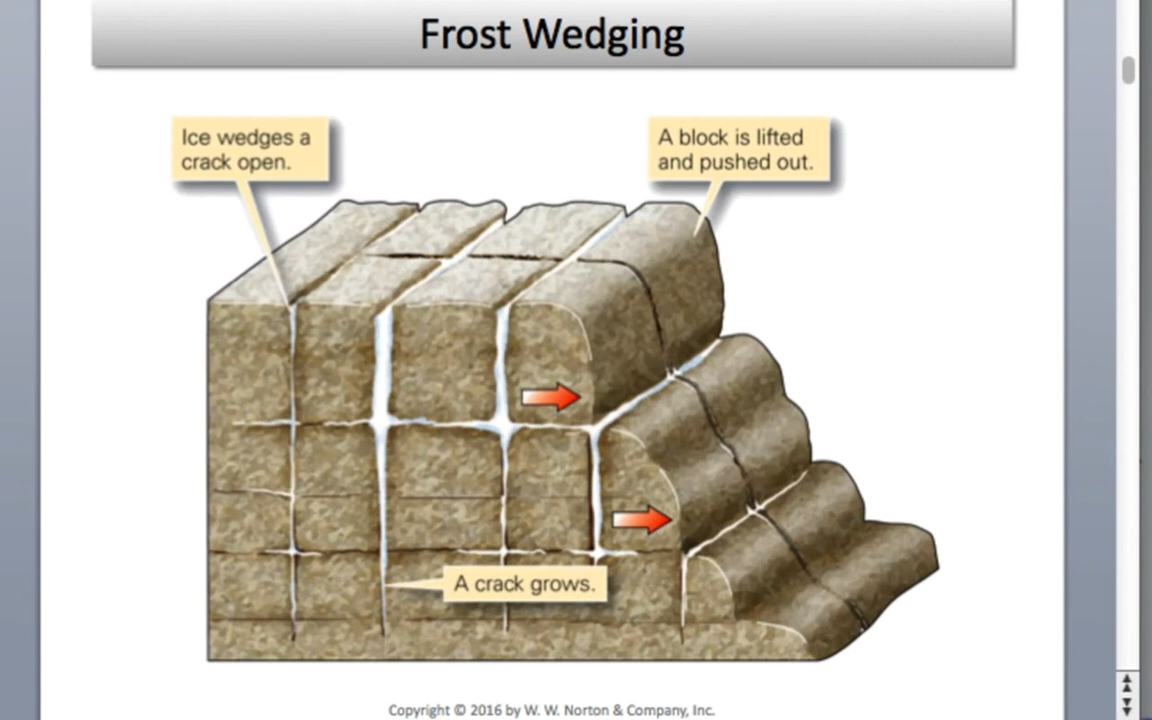 Frost Wedging
Ice wedges a
crack open.
A block is lifted
and pushed out.
A crack grows.
Copyright © 2016 by W. W. Norton & Company, Inc.